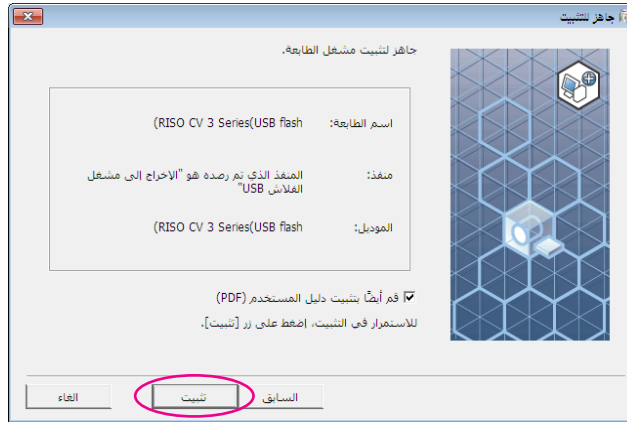 جاهز للتثبيت
جاهز لتثبيت مشغل الطابعة.
اسم الطابعة: RISO CV 3 Series(USB flash)
منفذ: المنفذ الذي تم رصده هو "الإخراج إلى مشغل
الفلاش USB"
الموديل: RISO CV 3 Series(USB flash)
قم أيضًا بتثبيت دليل المستخدم (PDF)
للاستمرار في التثبيت، اضغط على زر [تثبيت].
السابق
تثبيت
الغاء